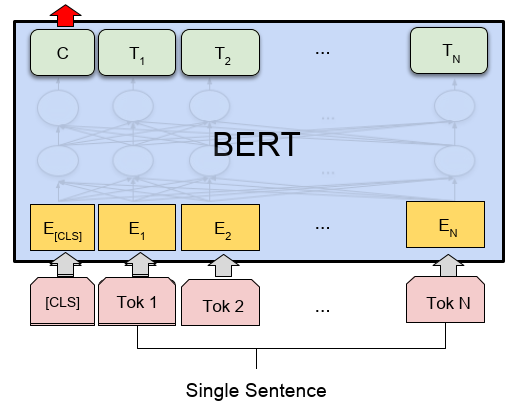 C T1 T2 ... TN
...
BERT
...
E[CLS] E1 E2 ... EN
[CLS] Tok 1 Tok 2 ... Tok N
Single Sentence